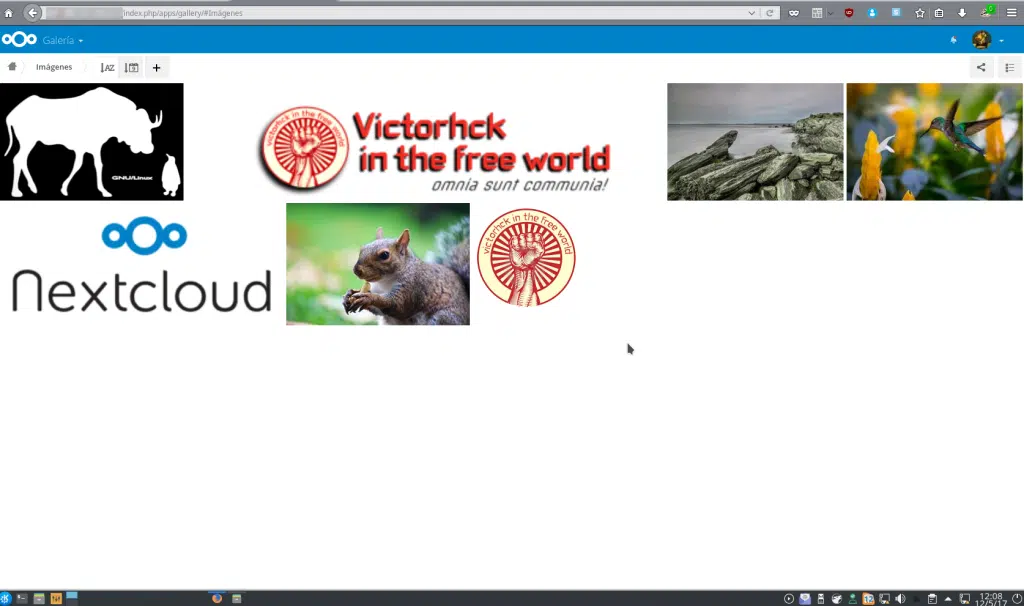 index.php/apps/gallery/#Imágenes
Galería
Imágenes
AZ
GNU/Linux
victorhck in the free world
Victorhck
in the free world
omnia sunt communia!
nextcloud
victorhck in the free world
0
12:08
12/5/17